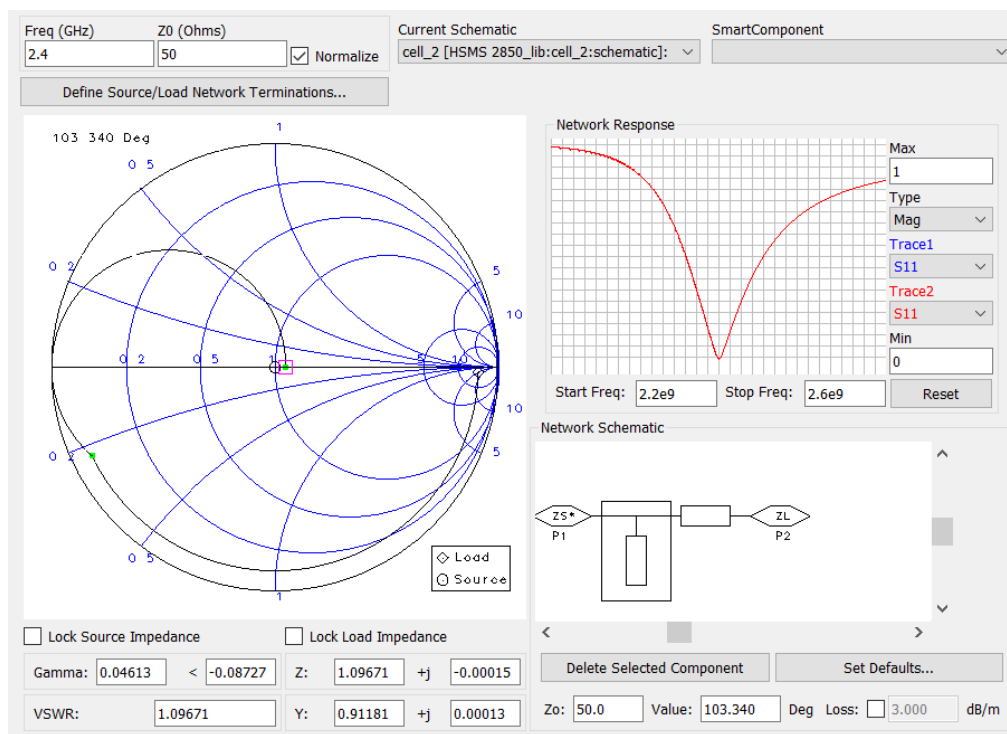 Freq (GHz) Z0 (Ohms)
2.4 50 Normalize
Current Schematic
cell_2 [HSMS 2850_lib:cell_2:schematic]:
SmartComponent
Define Source/Load Network Terminations...
103 340 Deg
1
0 5
0 2
5
10
0 2 0 5 1 5 10
10
5
0 2
0 5
1
Load
Source
Network Response
Max
1
Type
Mag
Trace1
S11
Trace2
S11
Min
0
Start Freq: 2.2e9 Stop Freq: 2.6e9 Reset
Network Schematic
ZS* ZL
P1 P2
Lock Source Impedance Lock Load Impedance
Gamma: 0.04613 < -0.08727 Z: 1.09671 +j -0.00015
VSWR: 1.09671 Y: 0.91181 +j 0.00013
Delete Selected Component Set Defaults...
Zo: 50.0 Value: 103.340 Deg Loss: 3.000 dB/m